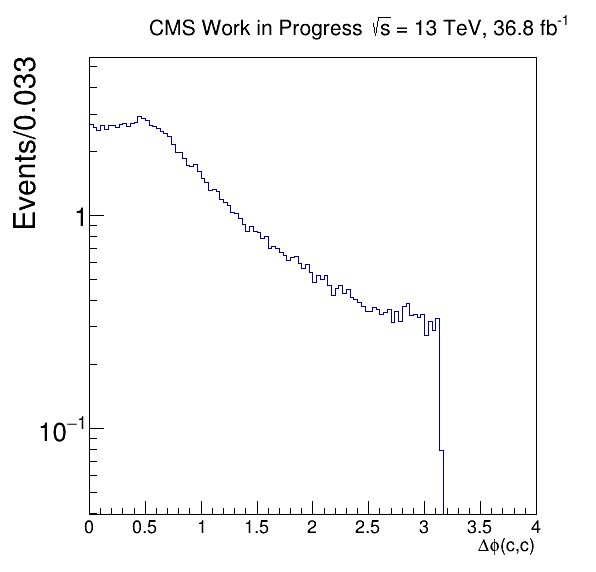 CMS Work in Progress √s = 13 TeV, 36.8 fb⁻¹
Events/0.033
1
10⁻¹
0 0.5 1 1.5 2 2.5 3 3.5 4
Δϕ(c,c)